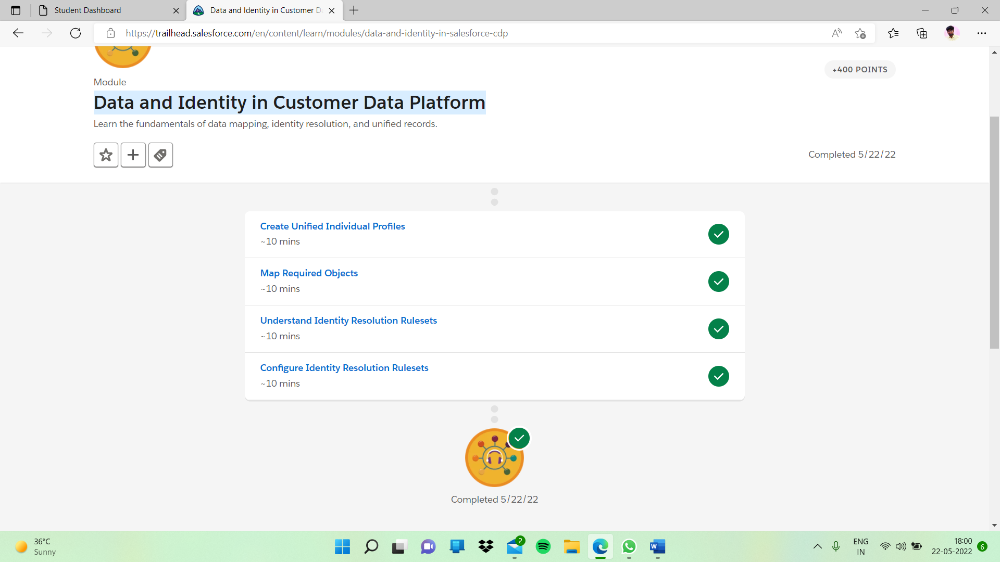 Student Dashboard
Data and Identity in Customer D
https://trailhead.salesforce.com/en/content/learn/modules/data-and-identity-in-salesforce-cdp
+400 POINTS
Module
Data and Identity in Customer Data Platform
Learn the fundamentals of data mapping, identity resolution, and unified records.
Completed 5/22/22
Create Unified Individual Profiles
~10 mins
Map Required Objects
~10 mins
Understand Identity Resolution Rulesets
~10 mins
Configure Identity Resolution Rulesets
~10 mins
Completed 5/22/22
36°C
Sunny
2
W
ENG
IN
18:00
22-05-2022
6